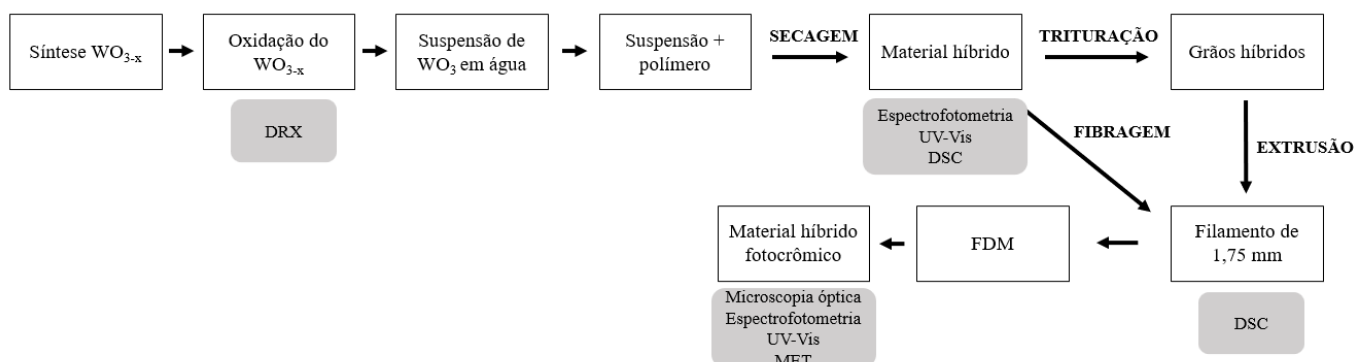 Síntese WO3-x
Oxidação do
WO3-x
Suspensão de
WO3 em água
Suspensão +
polímero
SECAGEM
Material híbrido
TRITURAÇÃO
Grãos híbridos
DRX
Espectrofotometria
UV-Vis
DSC
FIBRAGEM
EXTRUSÃO
Filamento de
1,75 mm
DSC
FDM
Material híbrido
fotocrômico
Microscopia óptica
Espectrofotometria
UV-Vis
MET